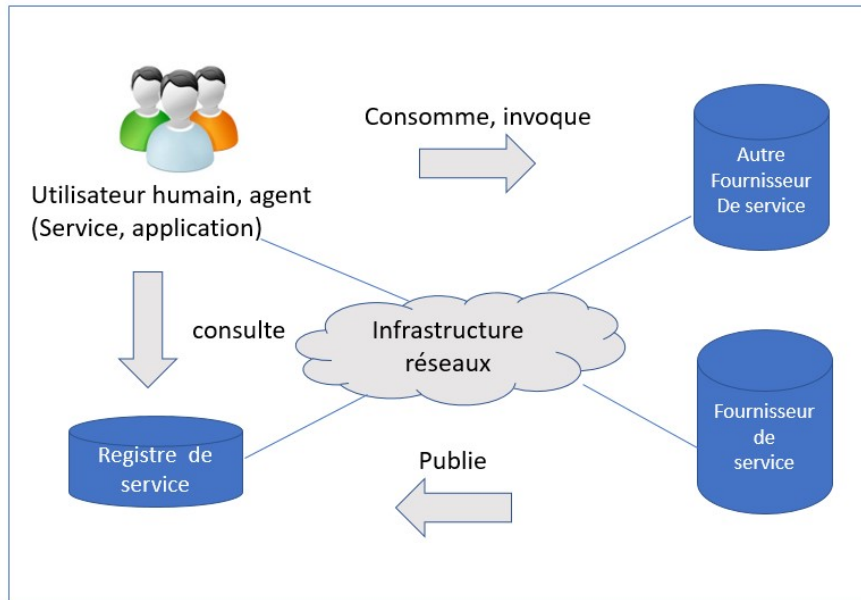 Consomme, invoque
Autre
Fournisseur
De service
Utilisateur humain, agent
(Service, application)
consulte
Infrastructure
réseaux
Registre de
service
Publie
Fournisseur
de
service